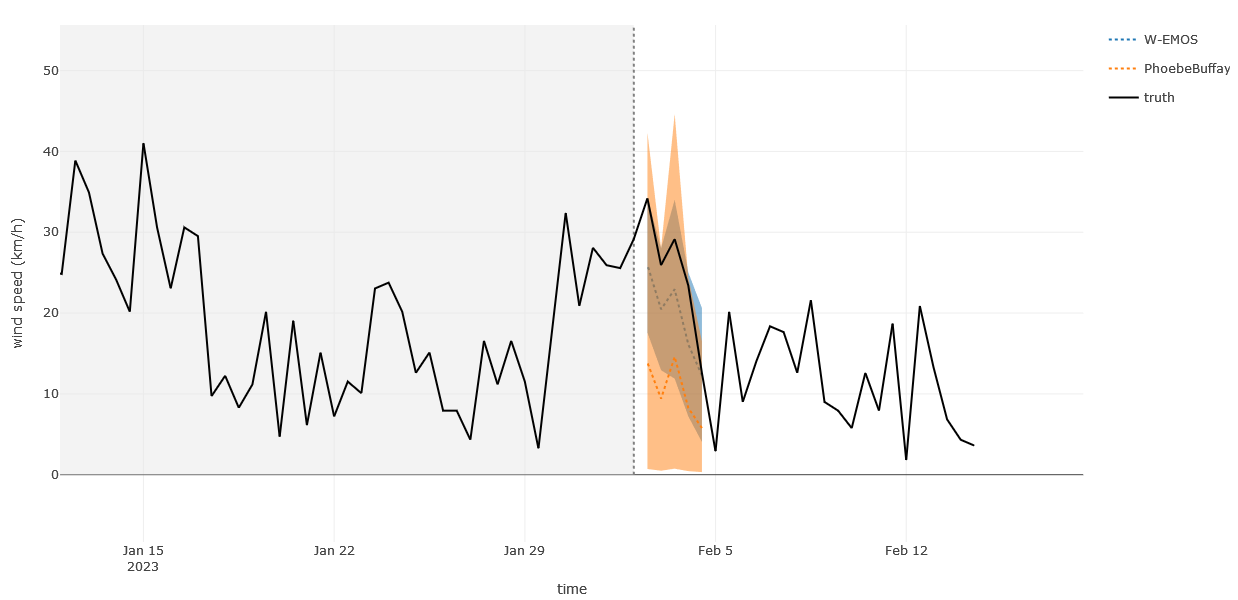 W-EMOS
PhoebeBuffay
truth
50
40
30
20
10
0
wind speed (km/h)
Jan 15
2023
Jan 22
Jan 29
Feb 5
Feb 12
time